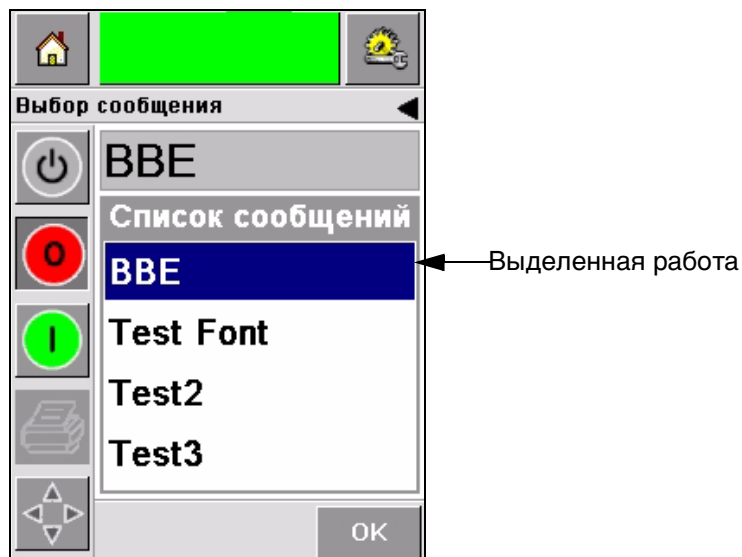 Выбор сообщения
BBE
Список сообщений
BBE
Выделенная работа
Test Font
Test2
Test3
O
I
OK